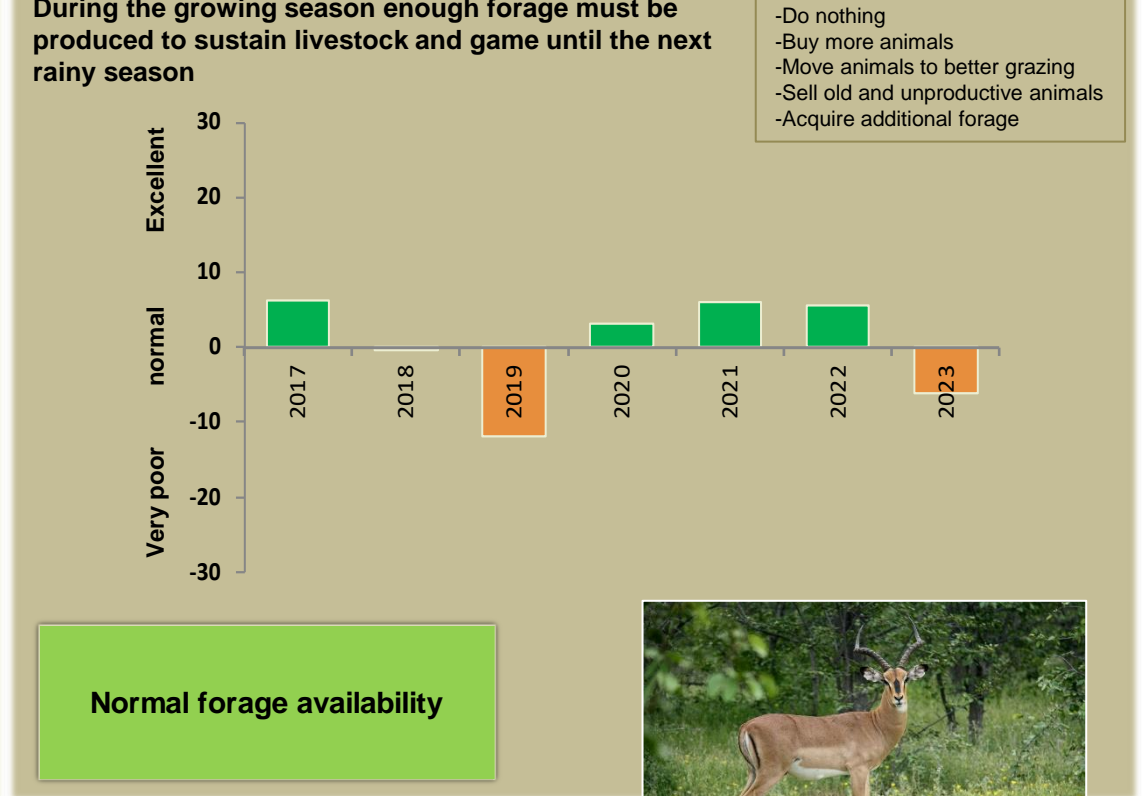 During the growing season enough forage must be
produced to sustain livestock and game until the next
rainy season
-Do nothing
-Buy more animals
-Move animals to better grazing
-Sell old and unproductive animals
-Acquire additional forage
30
20
10
0
-10
-20
-30
Excellent
normal
Very poor
2017
2018
2019
2020
2021
2022
2023
Normal forage availability